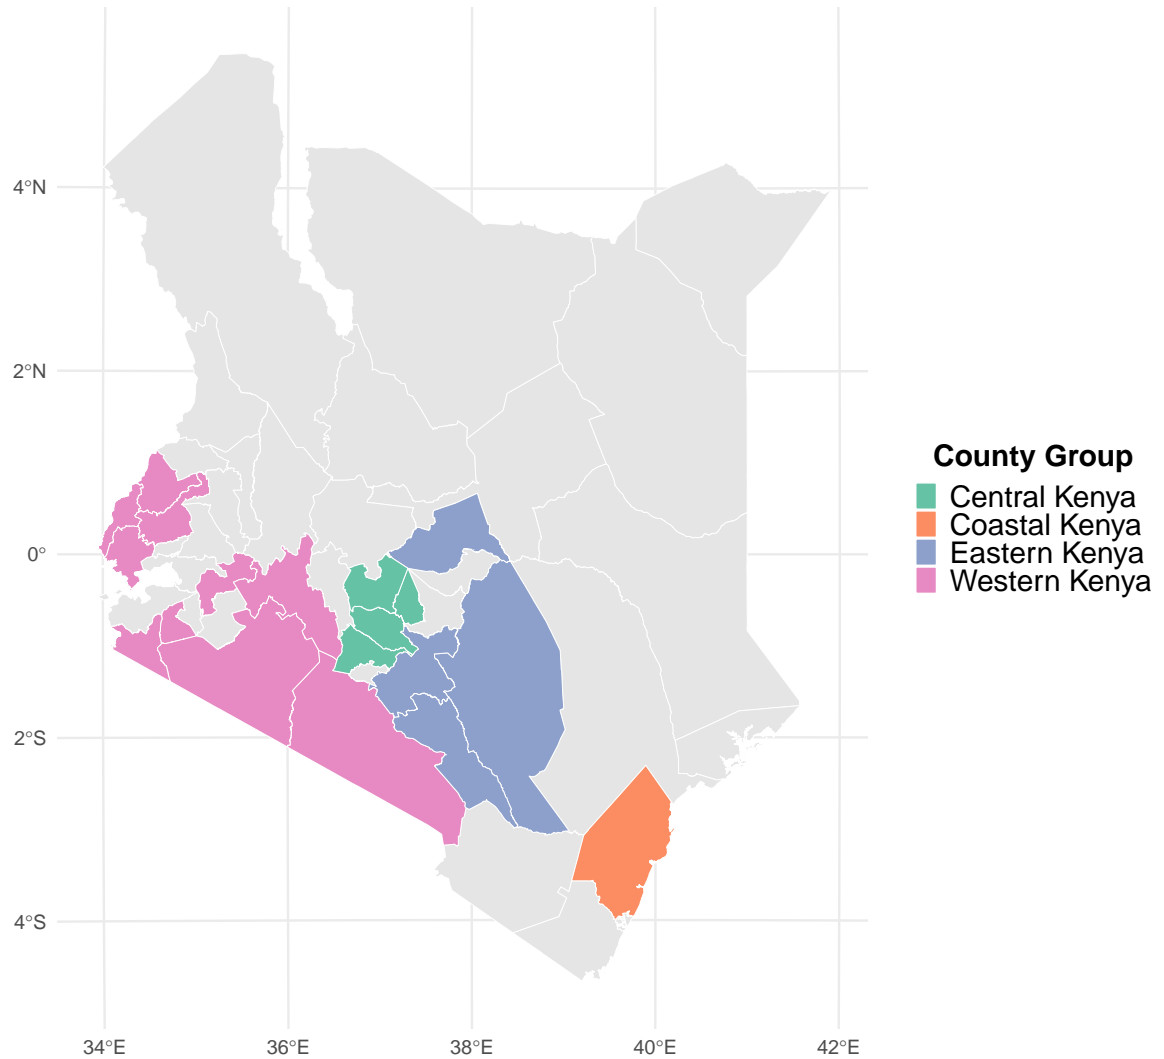 4°N
2°N
0°
2°S
4°S
34°E
36°E
38°E
40°E
42°E
County Group
Central Kenya
Coastal Kenya
Eastern Kenya
Western Kenya